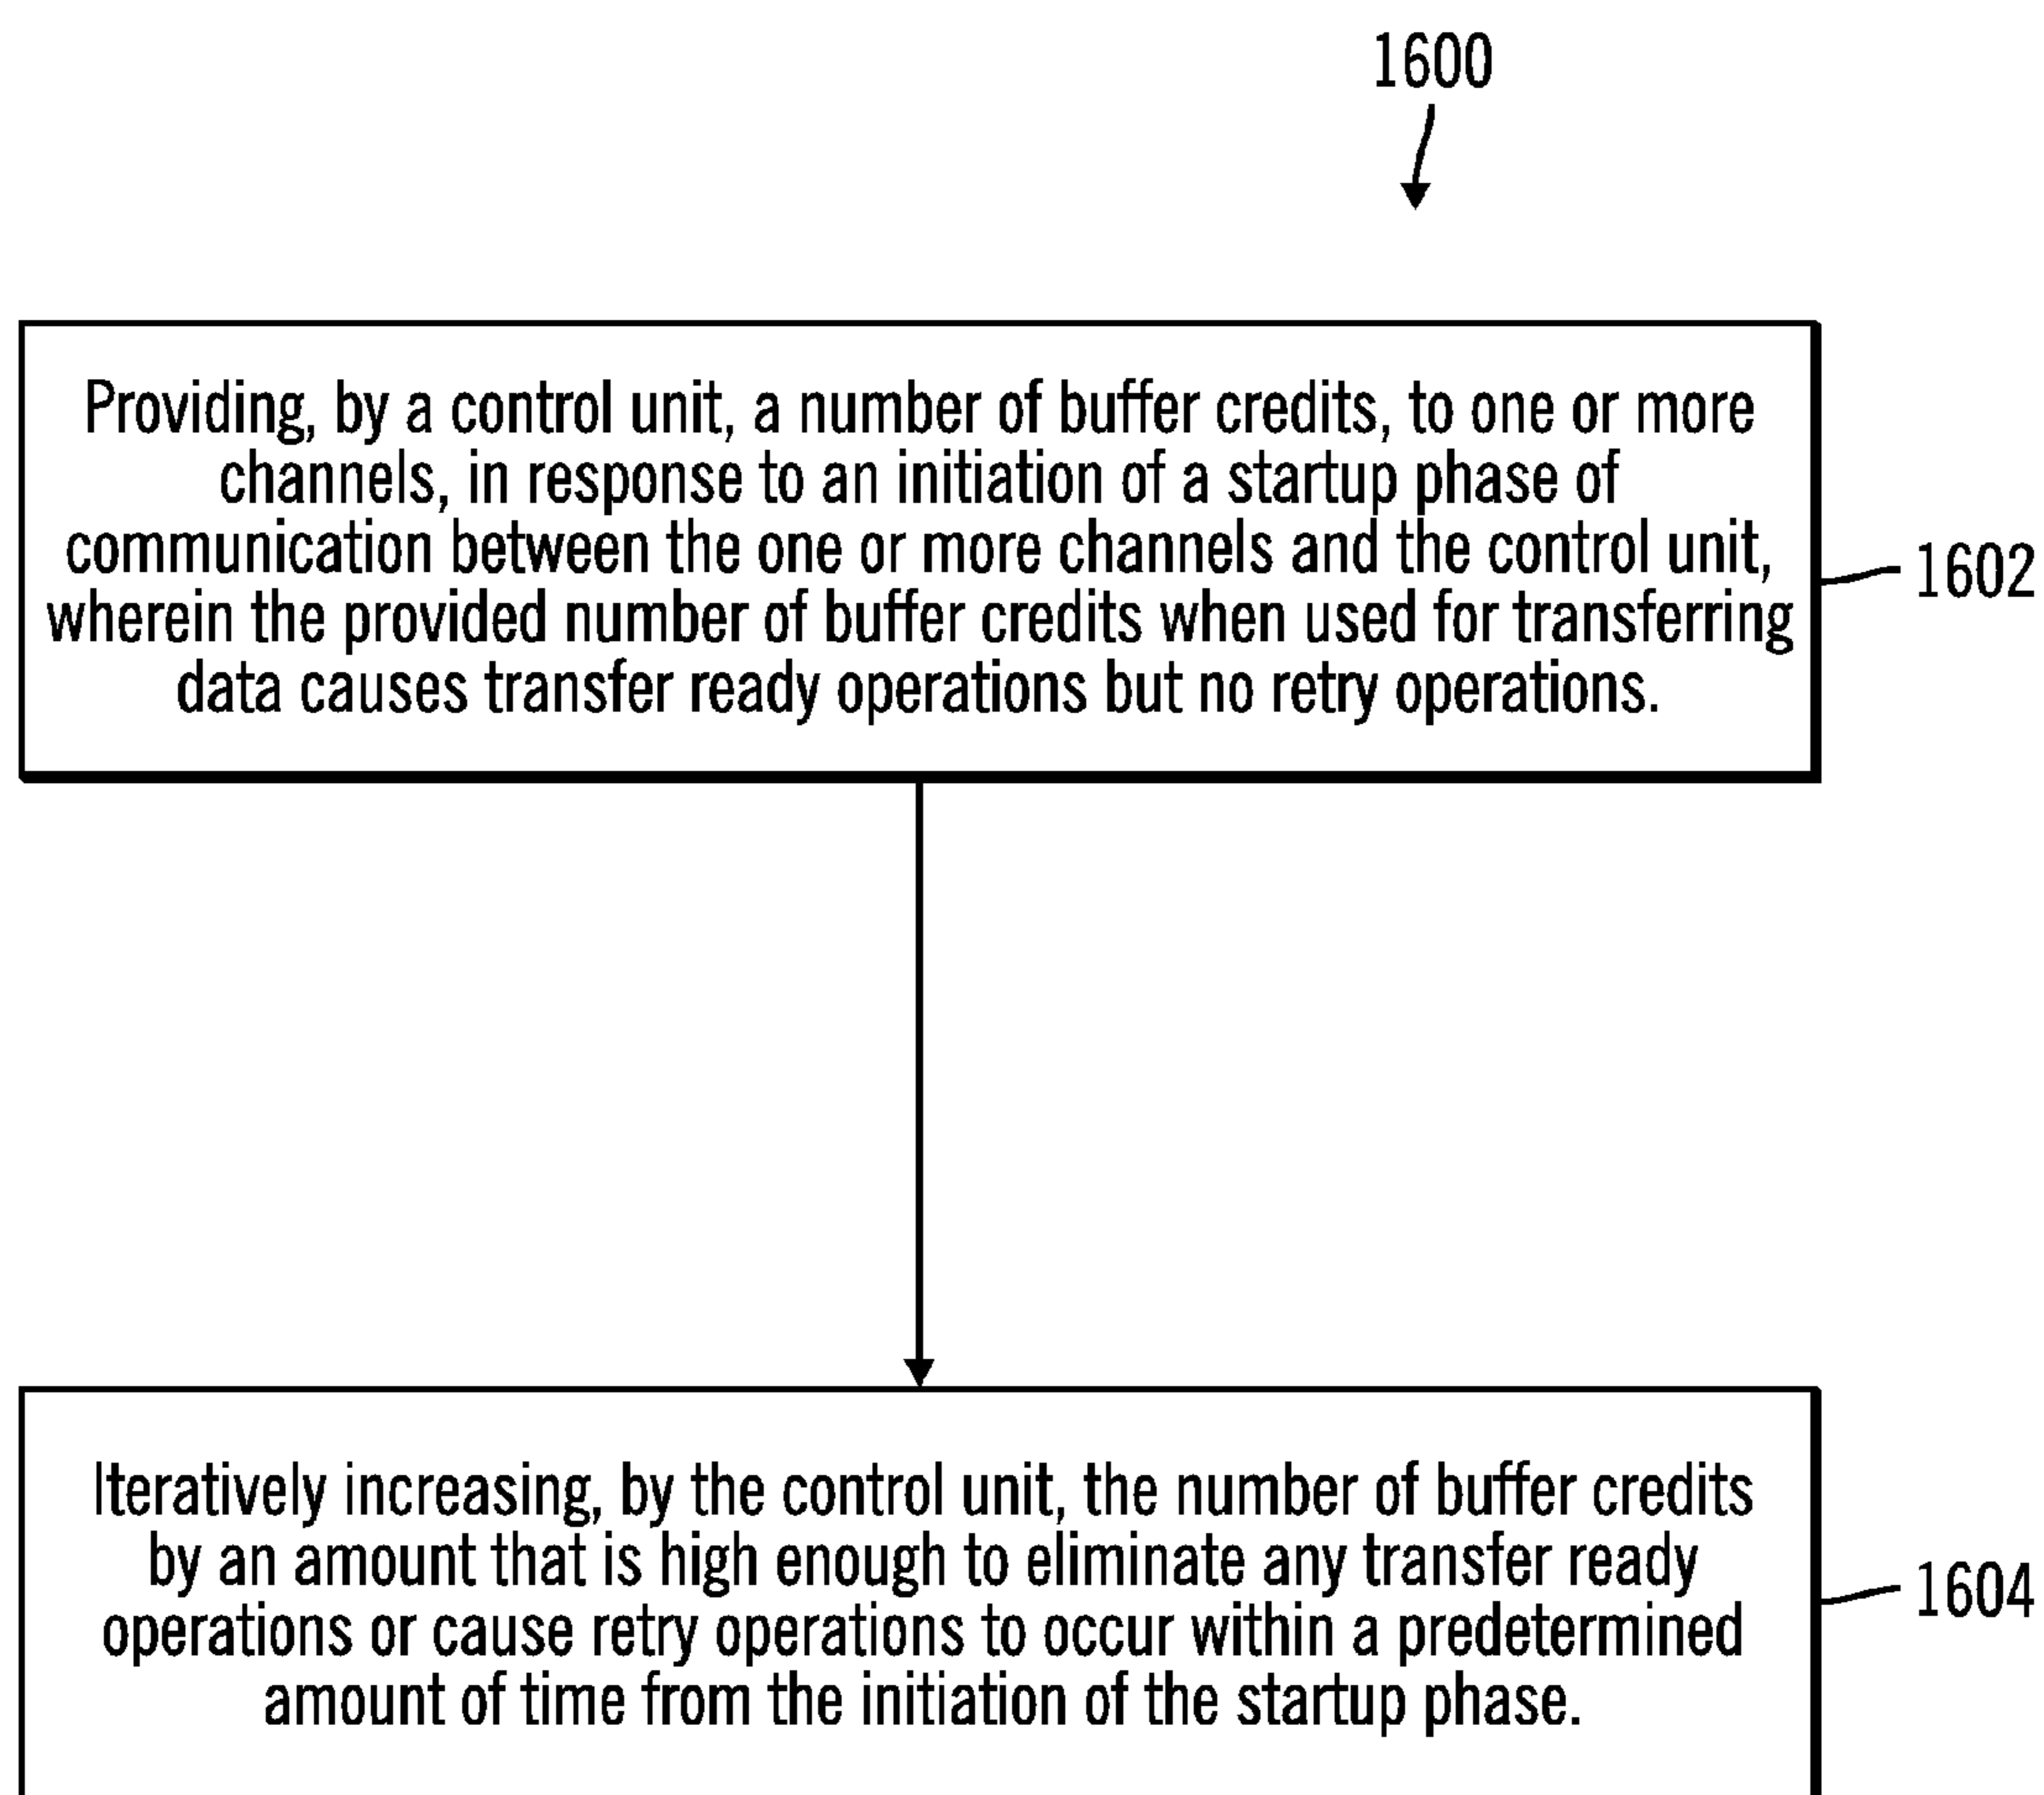 1600
Providing, by a control unit, a number of buffer credits, to one or more
channels, in response to an initiation of a startup phase of
communication between the one or more channels and the control unit,
wherein the provided number of buffer credits when used for transferring
data causes transfer ready operations but no retry operations.
1602
Iteratively increasing, by the control unit, the number of buffer credits
by an amount that is high enough to eliminate any transfer ready
operations or cause retry operations to occur within a predetermined
amount of time from the initiation of the startup phase.
1604